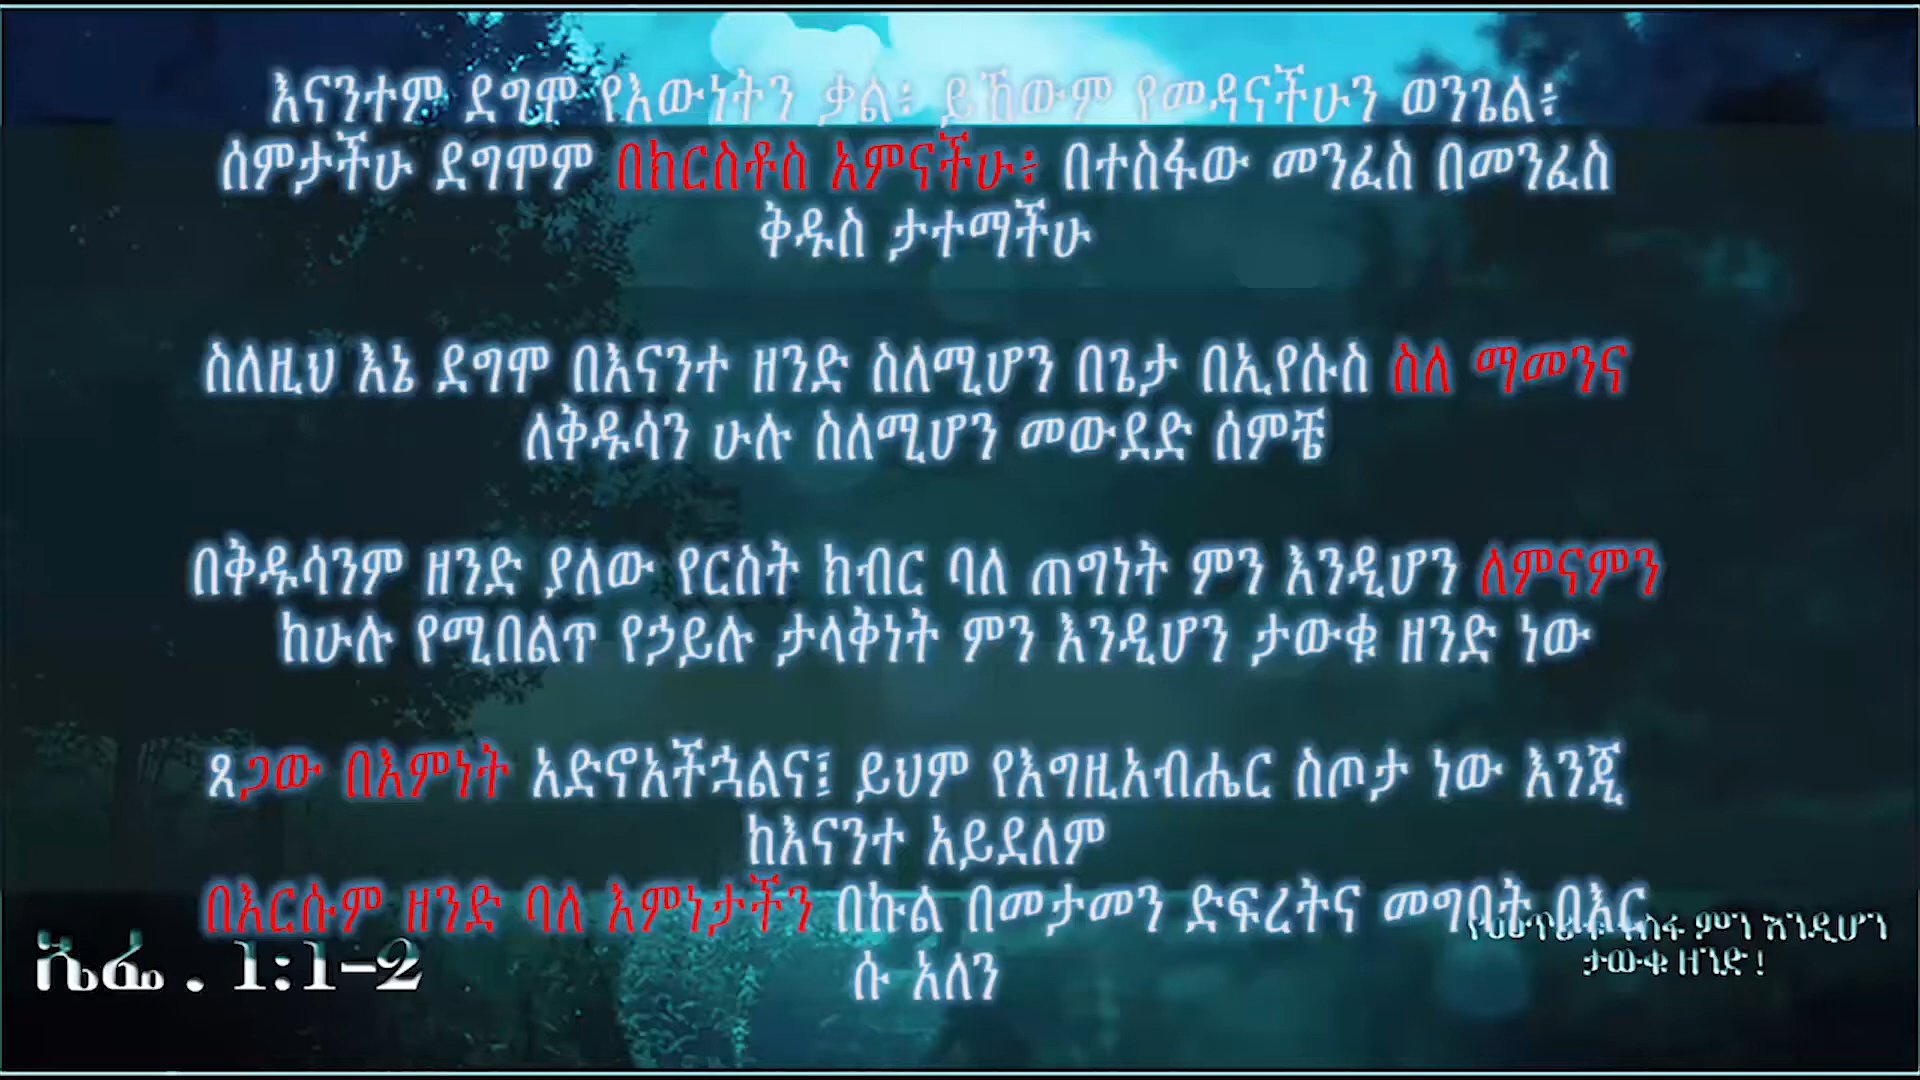 እናንተም ደግሞ የእውነትን ቃል፥ ይኸውም የመዳናችሁን ወንጌል፥
ሰምታችሁ ደግሞም በክርስቶስ አምናችሁ፥ በተስፋው መንፈስ በመንፈስ
ቅዱስ ታተማችሁ
ስለዚህ እኔ ደግሞ በእናንተ ዘንድ ስለሚሆን በጌታ በኢየሱስ ስለ ማመንና
ለቅዱሳን ሁሉ ስለሚሆን መውደድ ሰምቼ
በቅዱሳንም ዘንድ ያለው የርስት ክብር ባለ ጠግነት ምን እንዲሆን ለምናምን
ከሁሉ የሚበልጥ የኃይሉ ታላቅነት ምን እንዲሆን ታውቁ ዘንድ ነው
ጸጋው በእምነት አድኖአችኋልና፤ ይህም የእግዚአብሔር ስጦታ ነው እንጂ
ከእናንተ አይደለም
በእርሱም ዘንድ ባለ እምነታችን በኩል በመታመን ድፍረትና መግባት በእር
ሱ አለን
ኤፌ . 1:1-2
ምን እንዲሆን
ታውቁ ዘንድ!